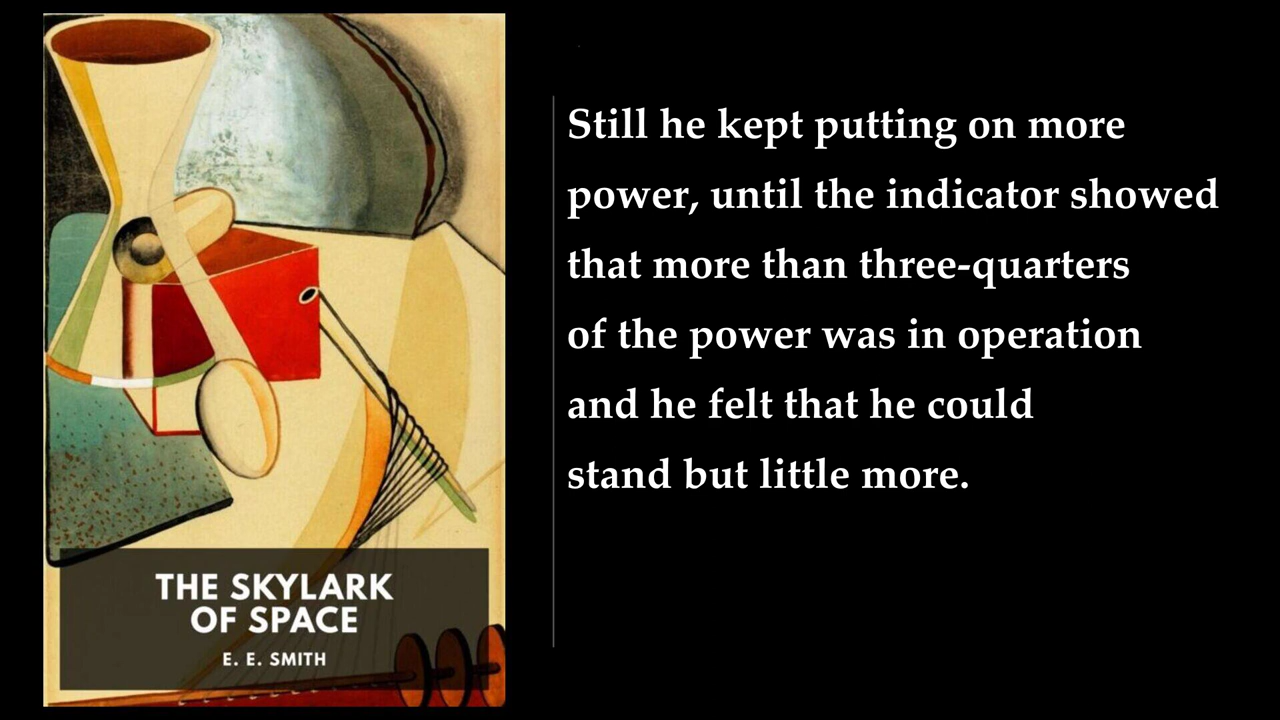 THE SKYLARK
OF SPACE
E. E. SMITH
Still he kept putting on more
power, until the indicator showed
that more than three-quarters
of the power was in operation
and he felt that he could
stand but little more.